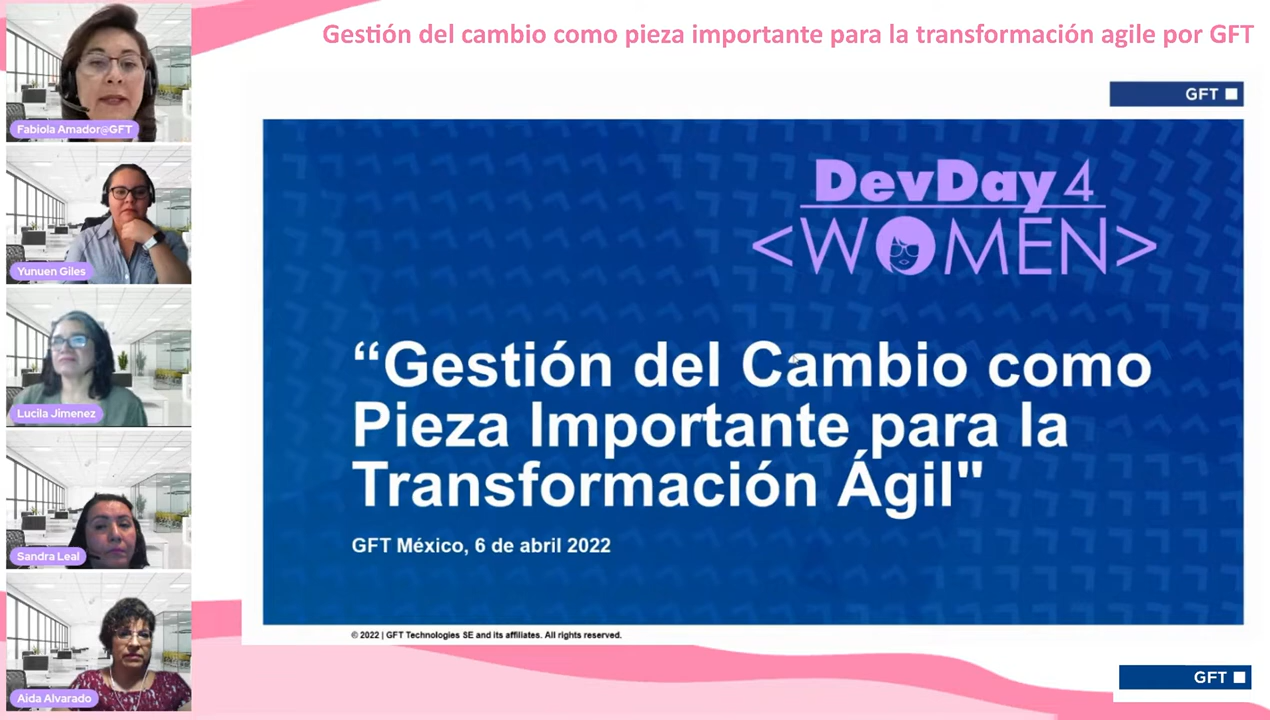 Gestión del cambio como pieza importante para la transformación agile por GFT
Fabiola Amador@GFT
Yunuen Giles
Lucila Jimenez
Sandra Leal
Aída Alvarado
GFT
DevDay4
<WOMEN>
“Gestión del Cambio como
Pieza Importante para la
Transformación Ágil"
GFT México, 6 de abril 2022
© 2022 | GFT Technologies SE and its affiliates. All rights reserved.
GFT